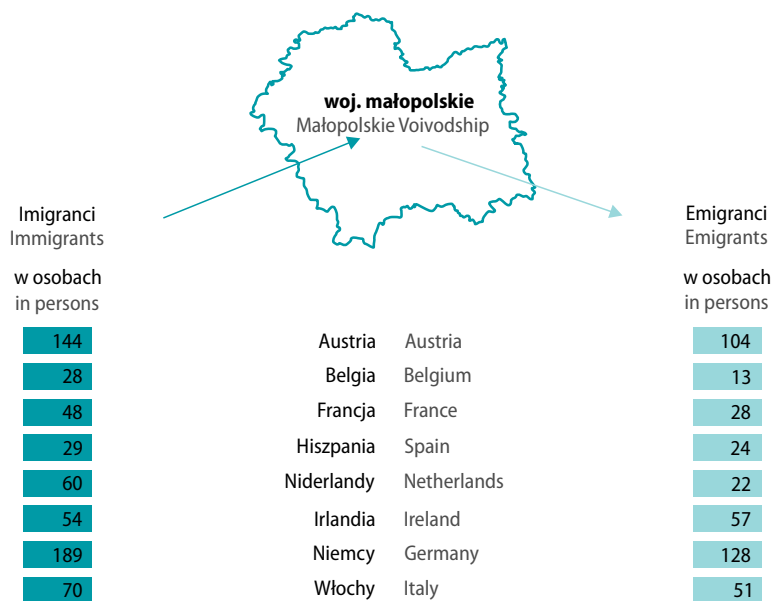 woj. małopolskie
Małopolskie Voivodship
Imigranci
Immigrants
Emigranci
Emigrants
w osobach
in persons
w osobach
in persons
144 Austria Austria 104
28 Belgia Belgium 13
48 Francja France 28
29 Hiszpania Spain 24
60 Niderlandy Netherlands 22
54 Irlandia Ireland 57
189 Niemcy Germany 128
70 Włochy Italy 51